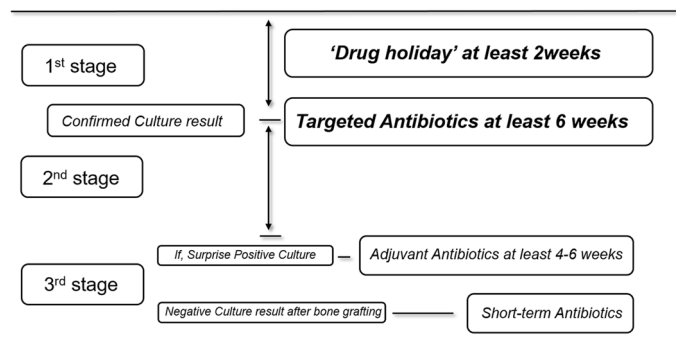 ‘Drug holiday’ at least 2weeks
1st stage
Confirmed Culture result
Targeted Antibiotics at least 6 weeks
2nd stage
If, Surprise Positive Culture
Adjuvant Antibiotics at least 4-6 weeks
3rd stage
Negative Culture result after bone grafting
Short-term Antibiotics